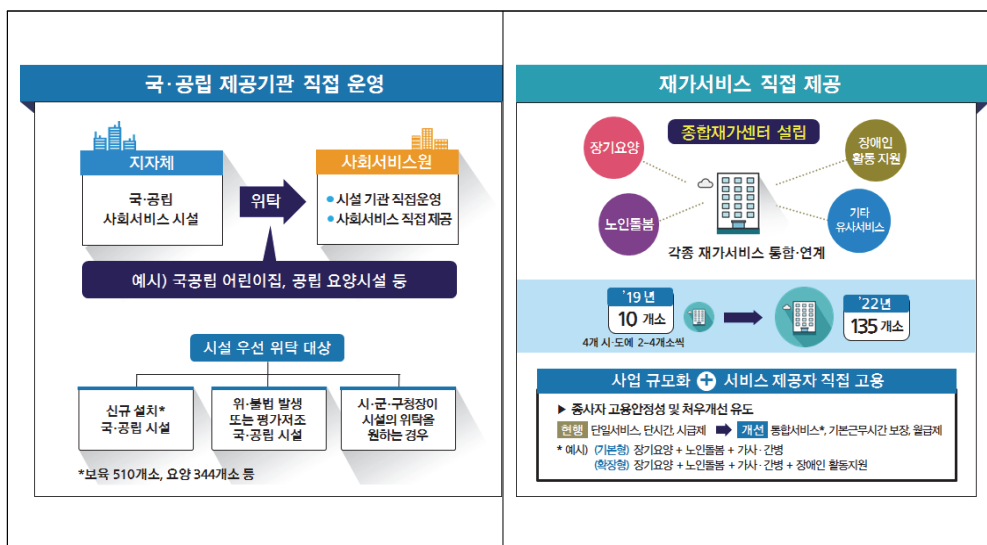 국·공립 제공기관 직접 운영
지자체
국·공립
사회서비스 시설
위탁
사회서비스원
• 시설 기관 직접운영
• 사회서비스 직접 제공
예시) 국공립 어린이집, 공립 요양시설 등
시설 우선 위탁 대상
신규 설치*
국·공립 시설
위·불법 발생
또는 평가저조
국·공립 시설
시·군·구청장이
시설의 위탁을
원하는 경우
*보육 510개소, 요양 344개소 등
재가서비스 직접 제공
종합재가센터 설립
장기요양
장애인
활동 지원
노인돌봄
기타
유사서비스
각종 재가서비스 통합·연계
'19년
10 개소
4개 시·도에 2~4개소씩
'22년
135 개소
사업 규모화 + 서비스 제공자 직접 고용
▶ 종사자 고용안정성 및 처우개선 유도
현행 단일서비스, 단시간, 시급제 ➡ 개선 통합서비스*, 기본근무시간 보장, 월급제
* 예시) (기본형) 장기요양 + 노인돌봄 + 가사·간병
(확장형) 장기요양 + 노인돌봄 + 가사·간병 + 장애인 활동지원